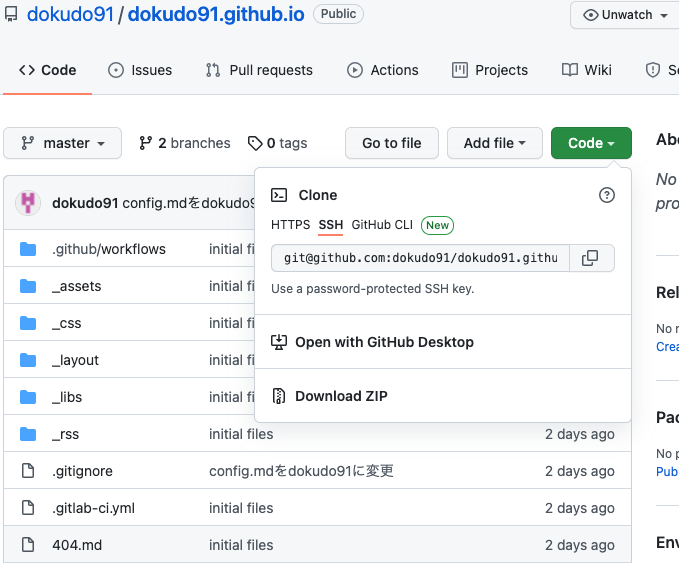 dokudo91 / dokudo91.github.io Public Unwatch
Code Issues Pull requests Actions Projects Wiki
master 2 branches 0 tags Go to file Add file Code
dokudo91 config.mdをdokudo9
Clone
HTTPS SSH GitHub CLI New
git@github.com:dokudo91/dokudo91.githu
Use a password-protected SSH key.
Open with GitHub Desktop
Download ZIP
.github/workflows initial fi
_assets initial fi
_css initial fi
_layout initial fi
_libs initial fi
_rss initial files 2 days ago
.gitignore config.mdをdokudo91に変更 2 days ago
.gitlab-ci.yml initial files 2 days ago
404.md initial files 2 days ago
Ab
No
pro
Rel
No r
Crea
Pac
No p
Pub
Env